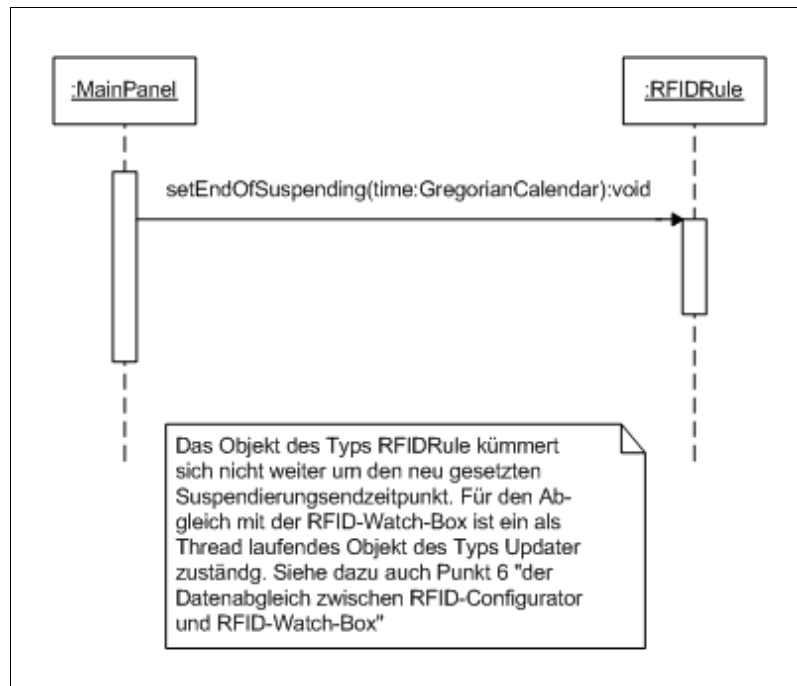 :MainPanel
:RFIDRule
setEndOfSuspending(time:GregorianCalendar):void
Das Objekt des Typs RFIDRule kümmert
sich nicht weiter um den neu gesetzten
Suspendierungsendzeitpunkt. Für den Ab-
gleich mit der RFID-Watch-Box ist ein als
Thread laufendes Objekt des Typs Updater
zuständg. Siehe dazu auch Punkt 6 "der
Datenabgleich zwischen RFID-Configurator
und RFID-Watch-Box"